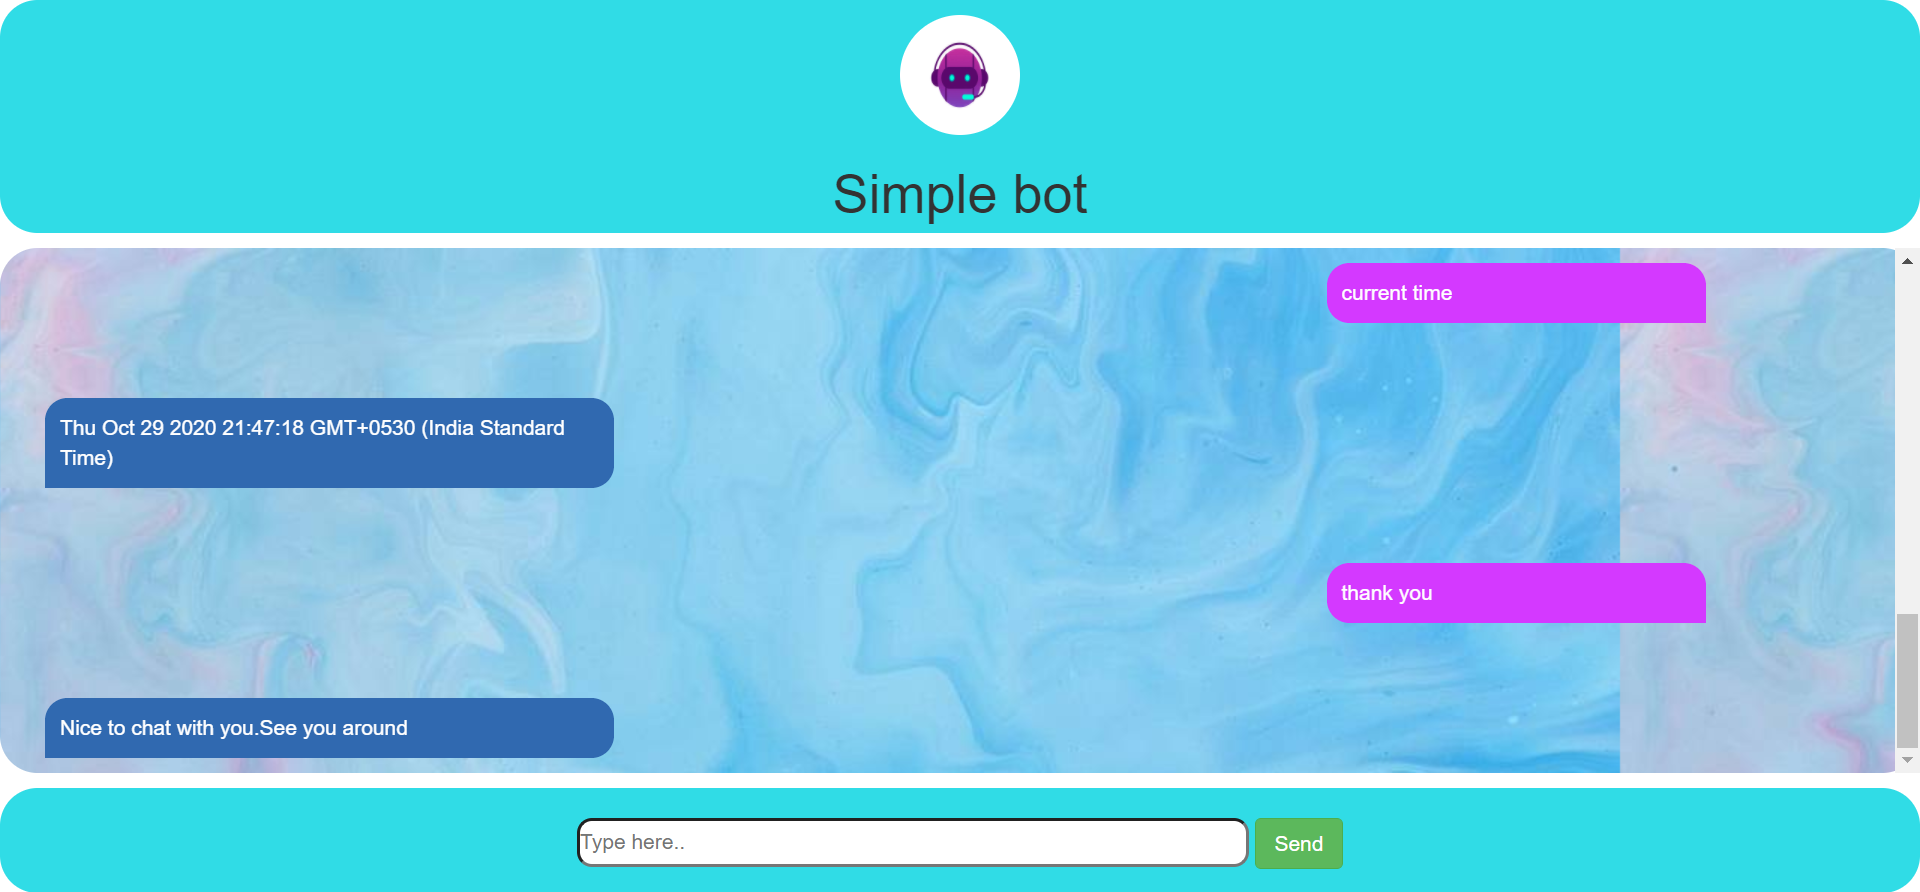 Simple bot
current time
Thu Oct 29 2020 21:47:18 GMT+0530 (India Standard
Time)
thank you
Nice to chat with you.See you around
Type here..
Send